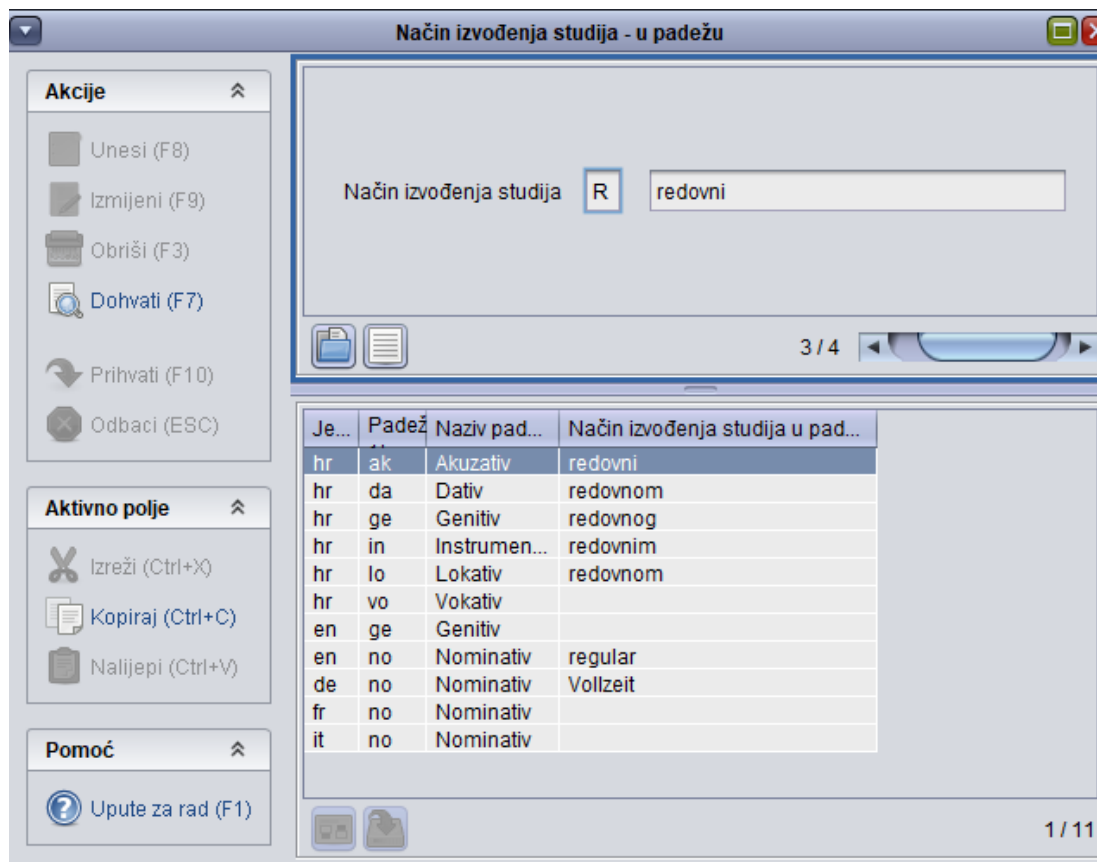 Način izvođenja studija - u padežu
Akcije
Unesi (F8)
Izmijeni (F9)
Obriši (F3)
Dohvati (F7)
Prihvati (F10)
Odbaci (ESC)
Aktivno polje
Izreži (Ctrl+X)
Kopiraj (Ctrl+C)
Nalijepi (Ctrl+V)
Pomoć
Upute za rad (F1)
Način izvođenja studija R redovni
3 / 4
Je... Padež Naziv pad... Način izvođenja studija u pad...
hr ak Akuzativ redovni
hr da Dativ redovnom
hr ge Genitiv redovnog
hr in Instrumen... redovnim
hr lo Lokativ redovnom
hr vo Vokativ
en ge Genitiv
en no Nominativ regular
de no Nominativ Vollzeit
fr no Nominativ
it no Nominativ
1 / 11